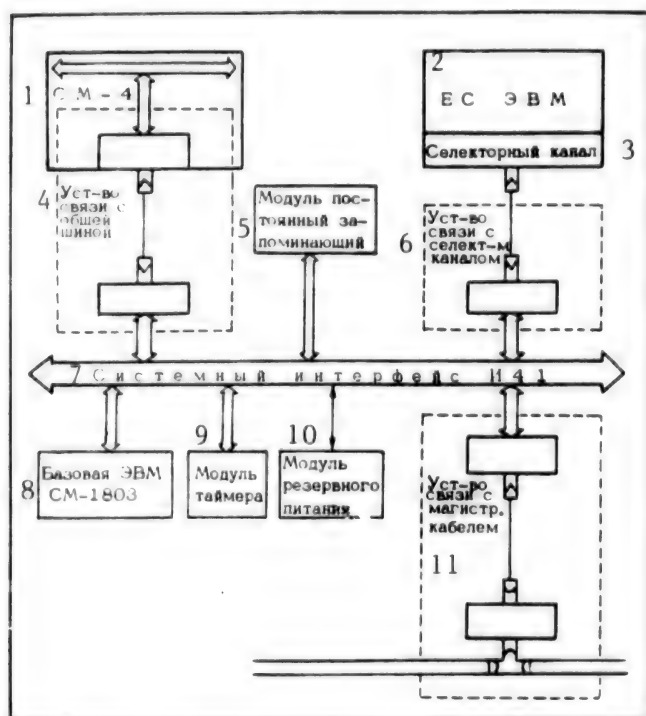 1 СМ-4
2
ЕС ЭВМ
Селекторный канал 3
4 Уст-во
связи с
общей
шиной
5 Модуль пос-
тоянный за-
поминающий
6 Уст-во
связи с
селект-м
каналом
7 Системный интерфейс И41
8 Базовая ЭВМ
СМ-1803
9
Модуль
таймера
10
Модуль
резервного
питания
Уст-во
связи с
магистр.
кабелем
11